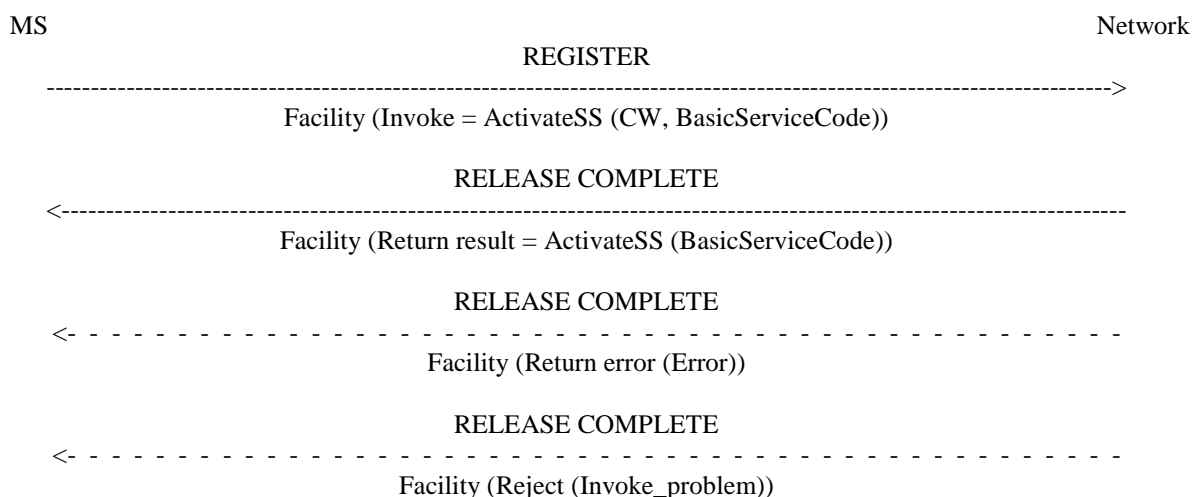 MS Network
REGISTER
Facility (Invoke = ActivateSS (CW, BasicServiceCode))
RELEASE COMPLETE
Facility (Return result = ActivateSS (BasicServiceCode))
RELEASE COMPLETE
Facility (Return error (Error))
RELEASE COMPLETE
Facility (Reject (Invoke_problem))